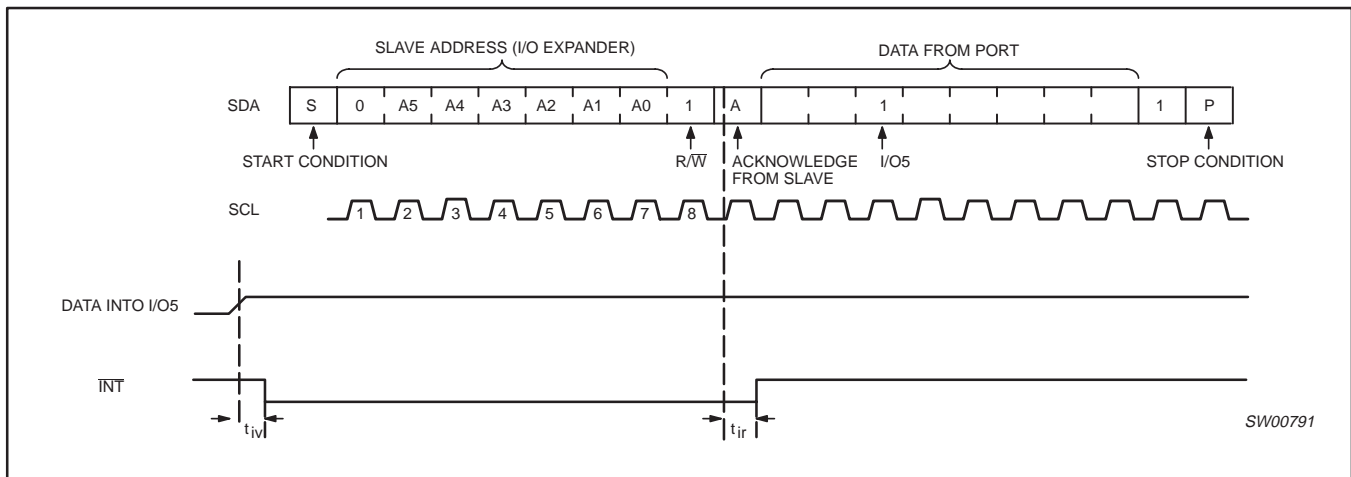 SLAVE ADDRESS (I/O EXPANDER) DATA FROM PORT
SDA S 0 A5 A4 A3 A2 A1 A0 1 A 1 1 P
START CONDITION R/W̅ ACKNOWLEDGE FROM SLAVE I/O5 STOP CONDITION
SCL 1 2 3 4 5 6 7 8
DATA INTO I/O5
I̅N̅T̅
tiv tir
SW00791